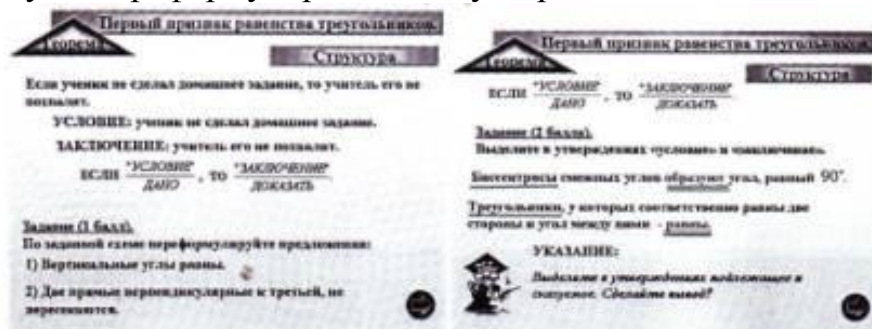 Первый признак равенства треугольников.
Теорема
Структура
Если ученик не сделал домашнее задание, то учитель его не
похвалит.
УСЛОВИЕ: ученик не сделал домашнее задание.
ЗАКЛЮЧЕНИЕ: учитель его не похвалит.
ЕСЛИ "УСЛОВИЕ" , ТО "ЗАКЛЮЧЕНИЕ"
ДАНО ДОКАЗАТЬ
Задание (1 балл).
По заданной схеме переформулируйте предложения:
1) Вертикальные углы равны.
2) Две прямые перпендикулярные к третьей, не
пересекаются.
Первый признак равенства треугольников.
Теорема
Структура
ЕСЛИ "УСЛОВИЕ" , ТО "ЗАКЛЮЧЕНИЕ"
ДАНО ДОКАЗАТЬ
Задание (2 балла).
Выделите в утверждениях «условие» и «заключение».
Биссектрисы смежных углов образуют угол, равный 90°.
Треугольники, у которых соответственно равны две
стороны и угол между ними - равны.
УКАЗАНИЕ:
Выделите в утверждениях подлежащее и
сказуемое. Сделайте вывод?